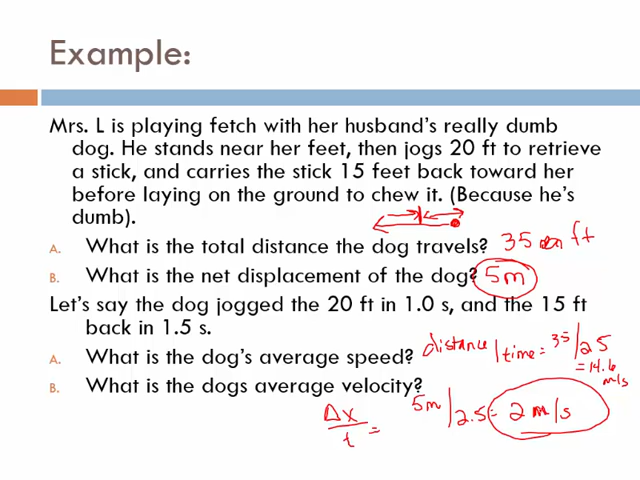 Example:
Mrs. L is playing fetch with her husband's really dumb
dog. He stands near her feet, then jogs 20 ft to retrieve
a stick, and carries the stick 15 feet back toward her
before laying on the ground to chew it. (Because he's
dumb).
A. What is the total distance the dog travels? 35 ft
B. What is the net displacement of the dog? 5m
Let's say the dog jogged the 20 ft in 1.0 s, and the 15 ft
back in 1.5 s.
A. What is the dog's average speed? distance / time = 35 / 2.5
= 14.6
m/s
B. What is the dogs average velocity?
Δx / t = 5m / 2.5 = 2 m/s